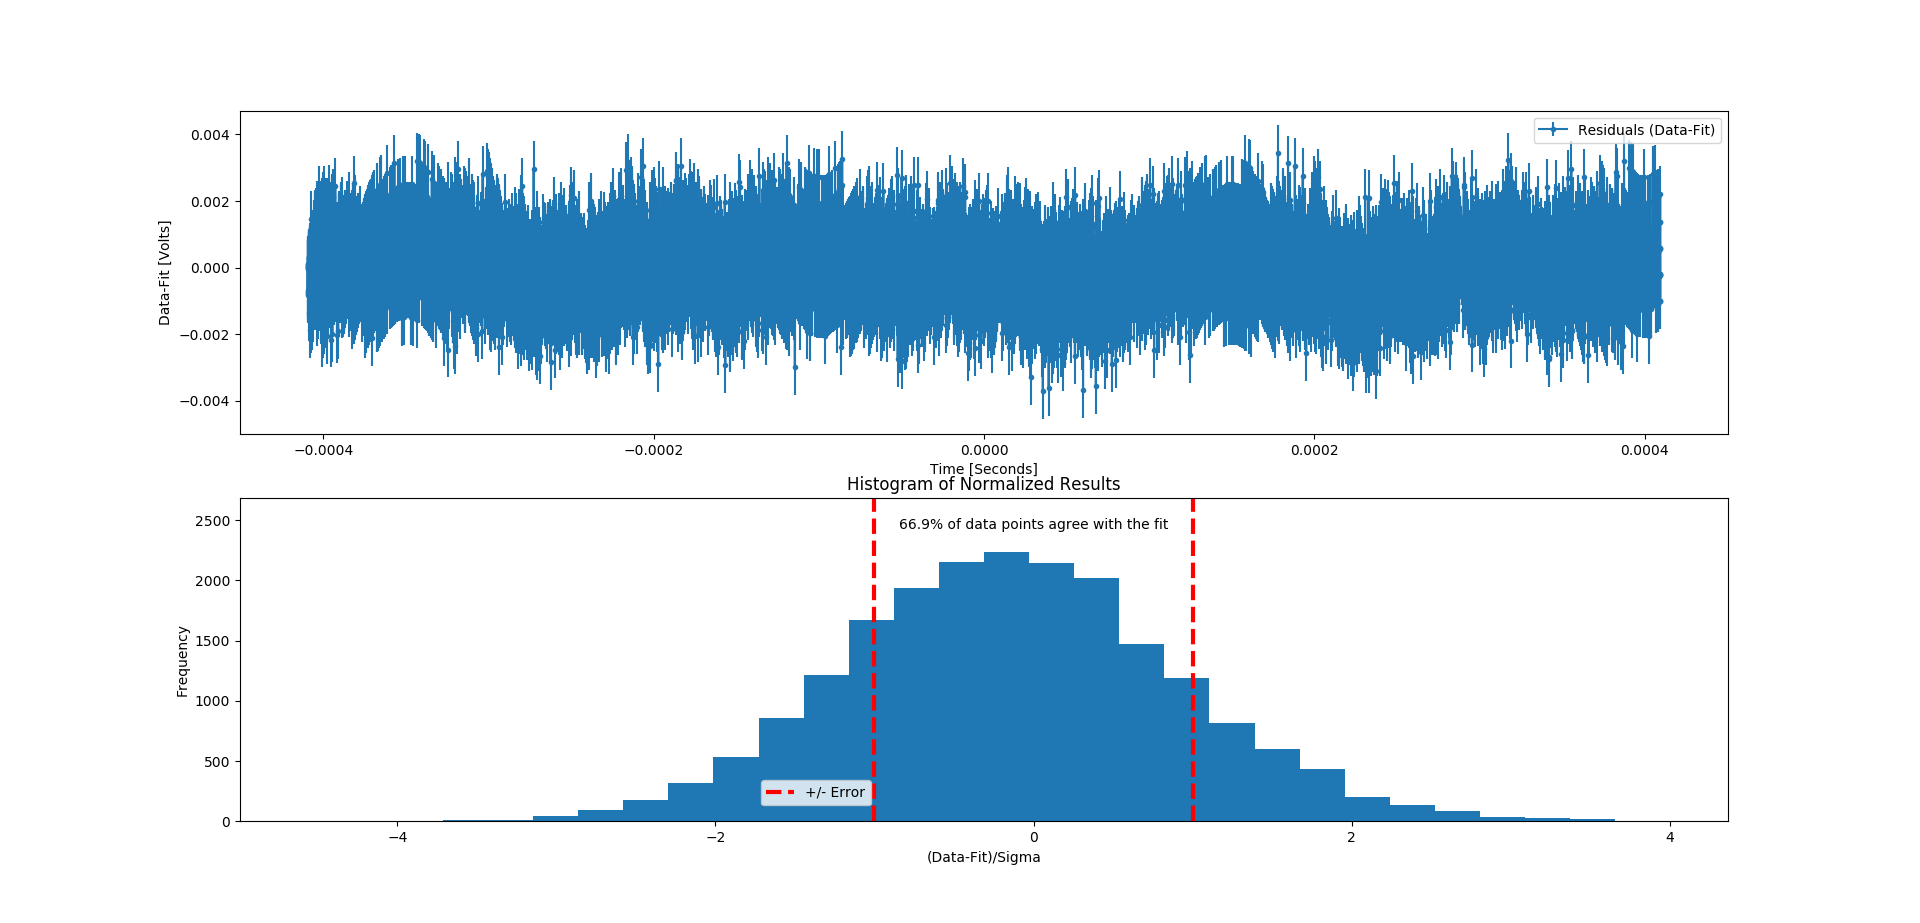 0.004
0.002
0.000
−0.002
−0.004
Data-Fit [Volts]
Residuals (Data-Fit)
−0.0004
−0.0002
0.0000
0.0002
0.0004
Time [Seconds]
Histogram of Normalized Results
2500
2000
1500
1000
500
0
Frequency
66.9% of data points agree with the fit
+/- Error
−4
−2
0
2
4
(Data-Fit)/Sigma